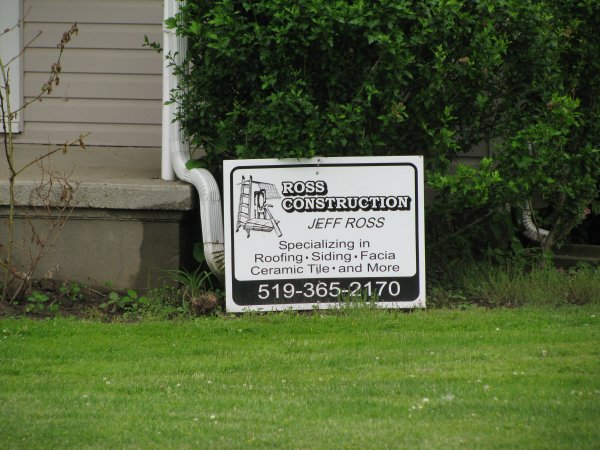 ROSS
CONSTRUCTION
JEFF ROSS
Specializing in
Roofing • Siding • Facia
Ceramic Tile • and More
519-365-2170